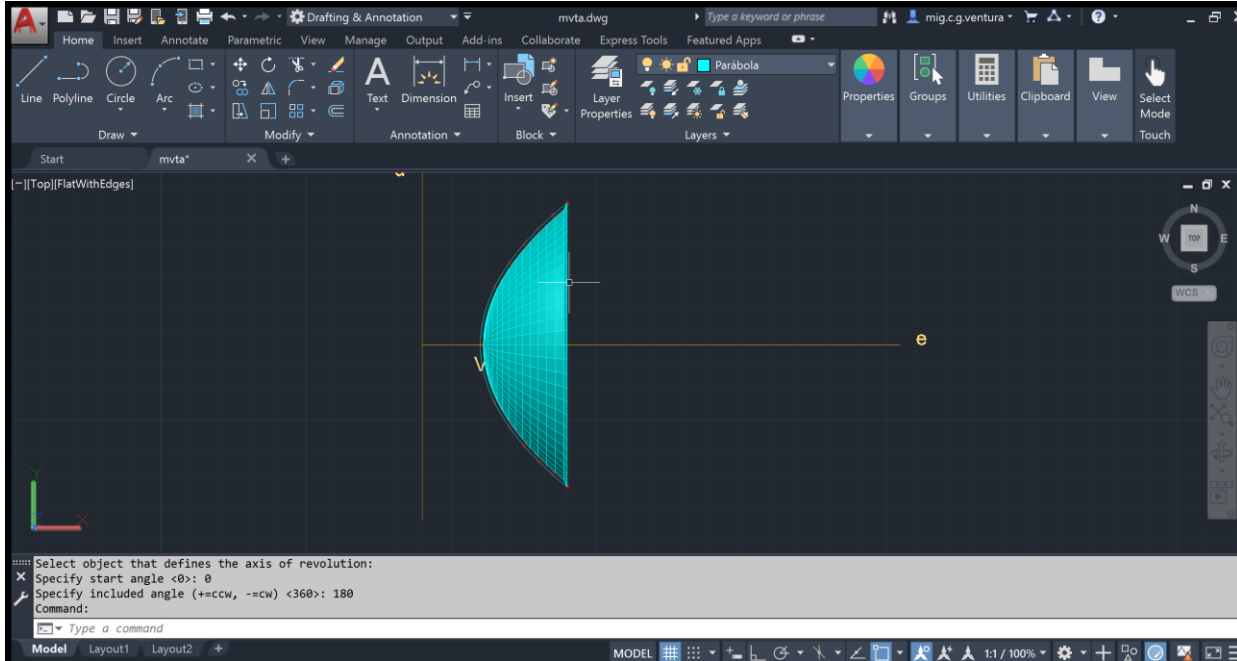 A
Drafting & Annotation
mvta.dwg
Type a keyword or phrase
mig.c.g.ventura
?
Home Insert Annotate Parametric View Manage Output Add-ins Collaborate Express Tools Featured Apps
Line Polyline Circle Arc
A
Text Dimension
Insert
Layer
Properties
Parábola
Properties Groups Utilities Clipboard View Select
Mode
Draw Modify Annotation Block Layers Touch
Start mvta* X +
[-][Top][FlatWithEdges]
d
N
W TOP E
S
WCS
e
V
Y
X
Select object that defines the axis of revolution:
Specify start angle <0>: 0
Specify included angle (+=ccw, -=cw) <360>: 180
Command:
Type a command
Model Layout1 Layout2 +
MODEL 1:1 / 100%